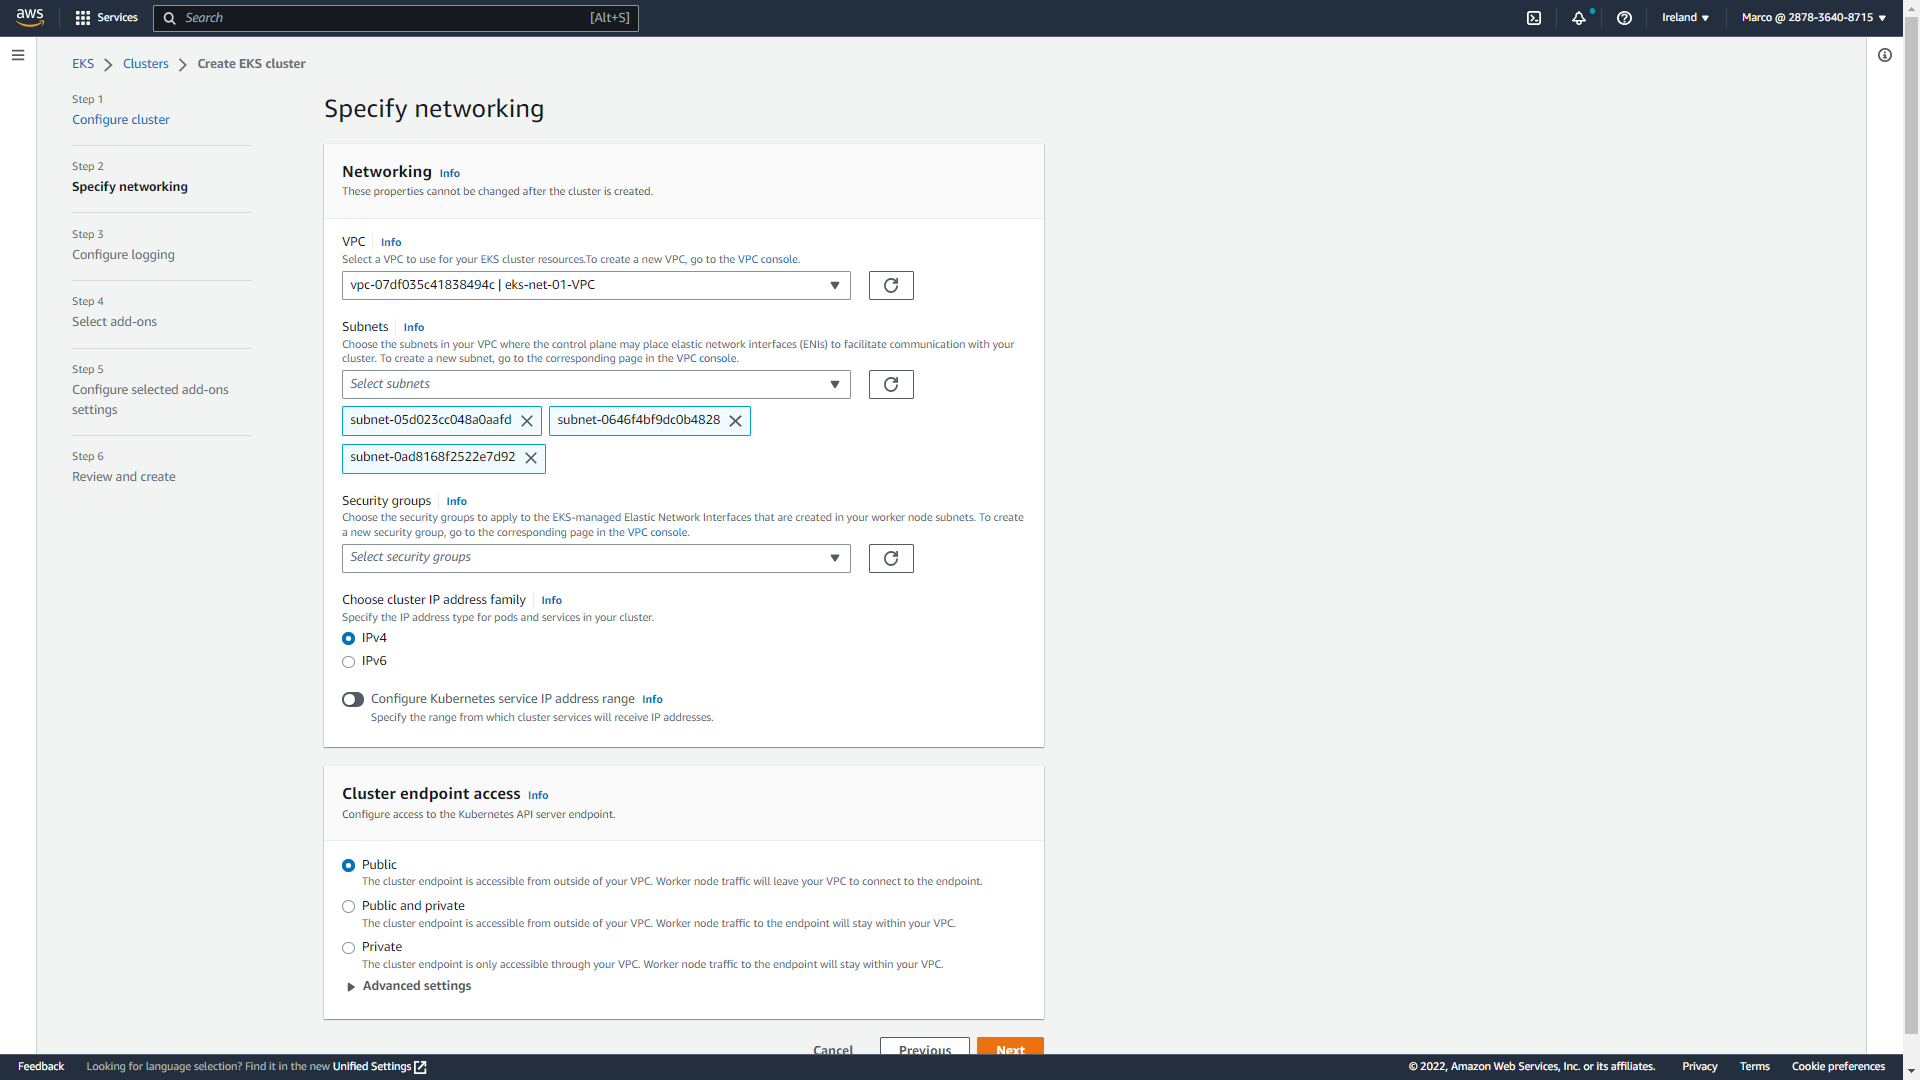 aws
Services
Search
[Alt+S]
Ireland
Marco @ 2878-3640-8715
EKS
Clusters
Create EKS cluster
Step 1
Configure cluster
Step 2
Specify networking
Step 3
Configure logging
Step 4
Select add-ons
Step 5
Configure selected add-ons
settings
Step 6
Review and create
Specify networking
Networking Info
These properties cannot be changed after the cluster is created.
VPC Info
Select a VPC to use for your EKS cluster resources.To create a new VPC, go to the VPC console.
vpc-07df035c41838494c | eks-net-01-VPC
Subnets Info
Choose the subnets in your VPC where the control plane may place elastic network interfaces (ENIs) to facilitate communication with your
cluster. To create a new subnet, go to the corresponding page in the VPC console.
Select subnets
subnet-05d023cc048a0aafd
subnet-0646f4bf9dc0b4828
subnet-0ad8168f2522e7d92
Security groups Info
Choose the security groups to apply to the EKS-managed Elastic Network Interfaces that are created in your worker node subnets. To create
a new security group, go to the corresponding page in the VPC console.
Select security groups
Choose cluster IP address family Info
Specify the IP address type for pods and services in your cluster.
IPv4
IPv6
Configure Kubernetes service IP address range Info
Specify the range from which cluster services will receive IP addresses.
Cluster endpoint access Info
Configure access to the Kubernetes API server endpoint.
Public
The cluster endpoint is accessible from outside of your VPC. Worker node traffic will leave your VPC to connect to the endpoint.
Public and private
The cluster endpoint is accessible from outside of your VPC. Worker node traffic to the endpoint will stay within your VPC.
Private
The cluster endpoint is only accessible through your VPC. Worker node traffic to the endpoint will stay within your VPC.
Advanced settings
Cancel
Previous
Next
Feedback
Looking for language selection? Find it in the new Unified Settings
© 2022, Amazon Web Services, Inc. or its affiliates.
Privacy
Terms
Cookie preferences